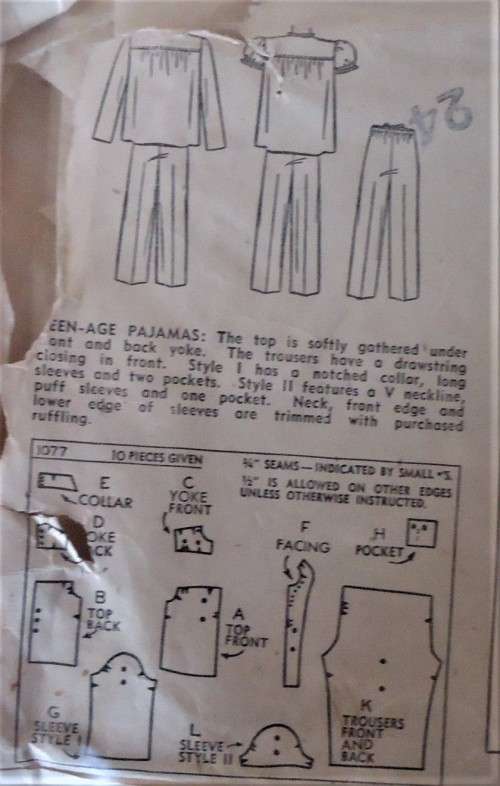 24
EEN-AGE PAJAMAS: The top is softly gathered under
ont and back yoke. The trousers have a drawstring
closing in front. Style I has a notched collar, long
sleeves and two pockets. Style II features a V neckline,
puff sleeves and one pocket. Neck, front edge and
lower edge of sleeves are trimmed with purchased
ruffling.
1077
10 PIECES GIVEN
¾" SEAMS—INDICATED BY SMALL •'S.
½" IS ALLOWED ON OTHER EDGES
UNLESS OTHERWISE INSTRUCTED.
E
COLLAR
C
YOKE
FRONT
D
OKE
CK
F
FACING
H
POCKET
B
TOP
BACK
A
TOP
FRONT
G
SLEEVE
STYLE I
L
SLEEVE
STYLE II
K
TROUSERS
FRONT
AND
BACK